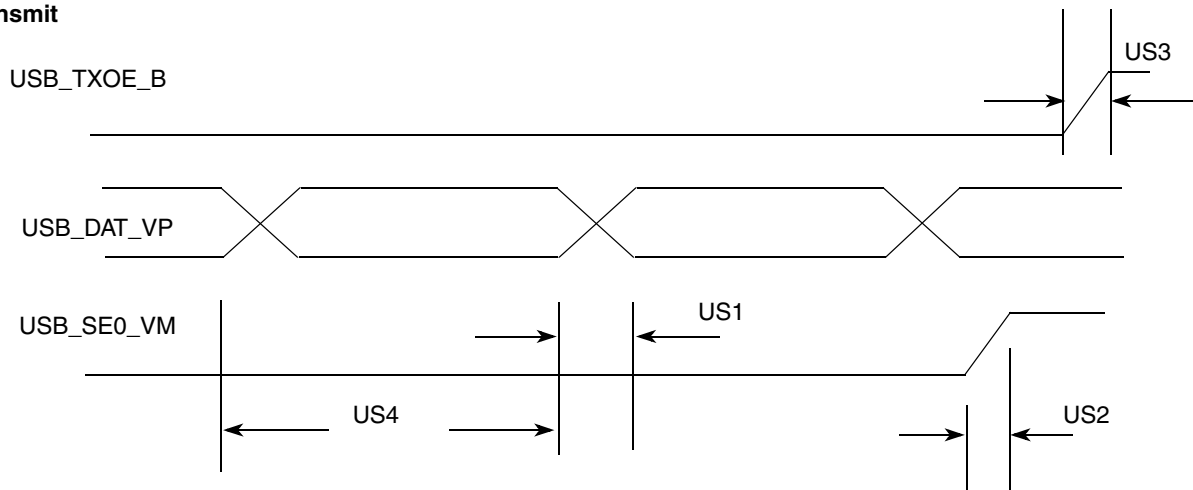 nsmit
US3
USB_TXOE_B
USB_DAT_VP
US1
USB_SE0_VM
US4
US2